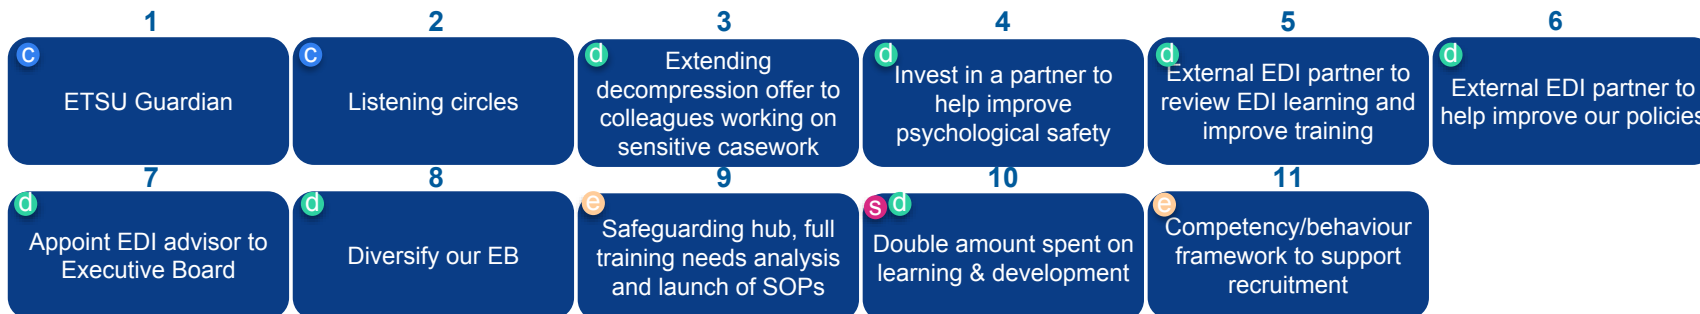 1
c
ETSU Guardian
2
c
Listening circles
3
d
Extending
decompression offer to
colleagues working on
sensitive casework
4
d
Invest in a partner to
help improve
psychological safety
5
d
External EDI partner to
review EDI learning and
improve training
6
d
External EDI partner to
help improve our policies
7
d
Appoint EDI advisor to
Executive Board
8
d
Diversify our EB
9
e
Safeguarding hub, full
training needs analysis
and launch of SOPs
10
s d
Double amount spent on
learning & development
11
e
Competency/behaviour
framework to support
recruitment